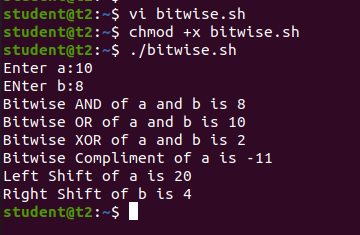 student@t2:~$ vi bitwise.sh
student@t2:~$ chmod +x bitwise.sh
student@t2:~$ ./bitwise.sh
Enter a:10
ENter b:8
Bitwise AND of a and b is 8
Bitwise OR of a and b is 10
Bitwise XOR of a and b is 2
Bitwise Compliment of a is -11
Left Shift of a is 20
Right Shift of b is 4
student@t2:~$